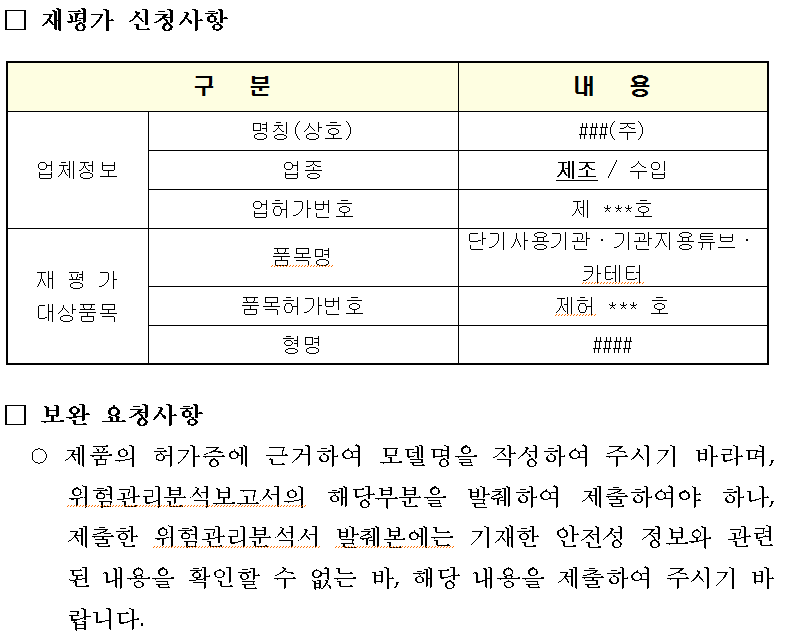 □ 재평가 신청사항
구 분 내 용
업체정보 명칭(상호) ###(주)
업종 제조 / 수입
업허가번호 제 ***호
재 평 가
대상품목
품목명 단기사용기관·기관지용튜브·
카테터
품목허가번호 제허 *** 호
형명 ####
□ 보완 요청사항
○ 제품의 허가증에 근거하여 모델명을 작성하여 주시기 바라며,
위험관리분석보고서의 해당부분을 발췌하여 제출하여야 하나,
제출한 위험관리분석서 발췌본에는 기재한 안전성 정보와 관련
된 내용을 확인할 수 없는 바, 해당 내용을 제출하여 주시기 바
랍니다.